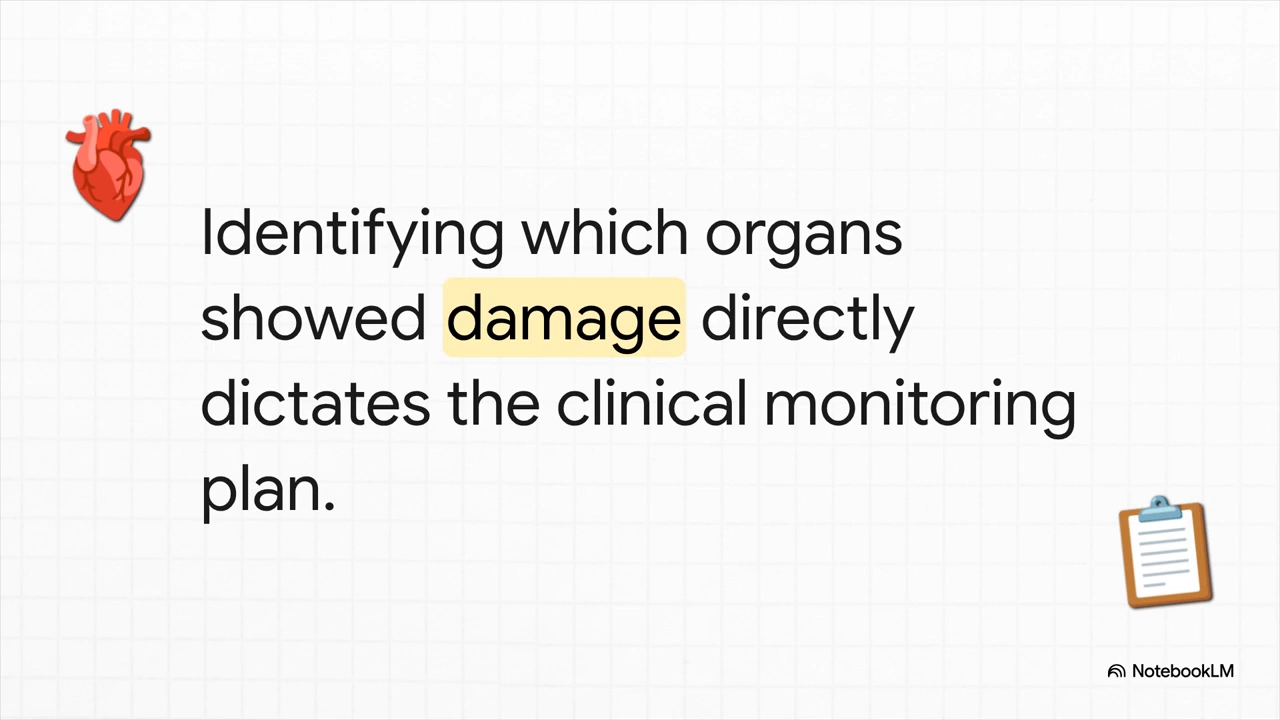 Identifying which organs
showed damage directly
dictates the clinical monitoring
plan.
NotebookLM